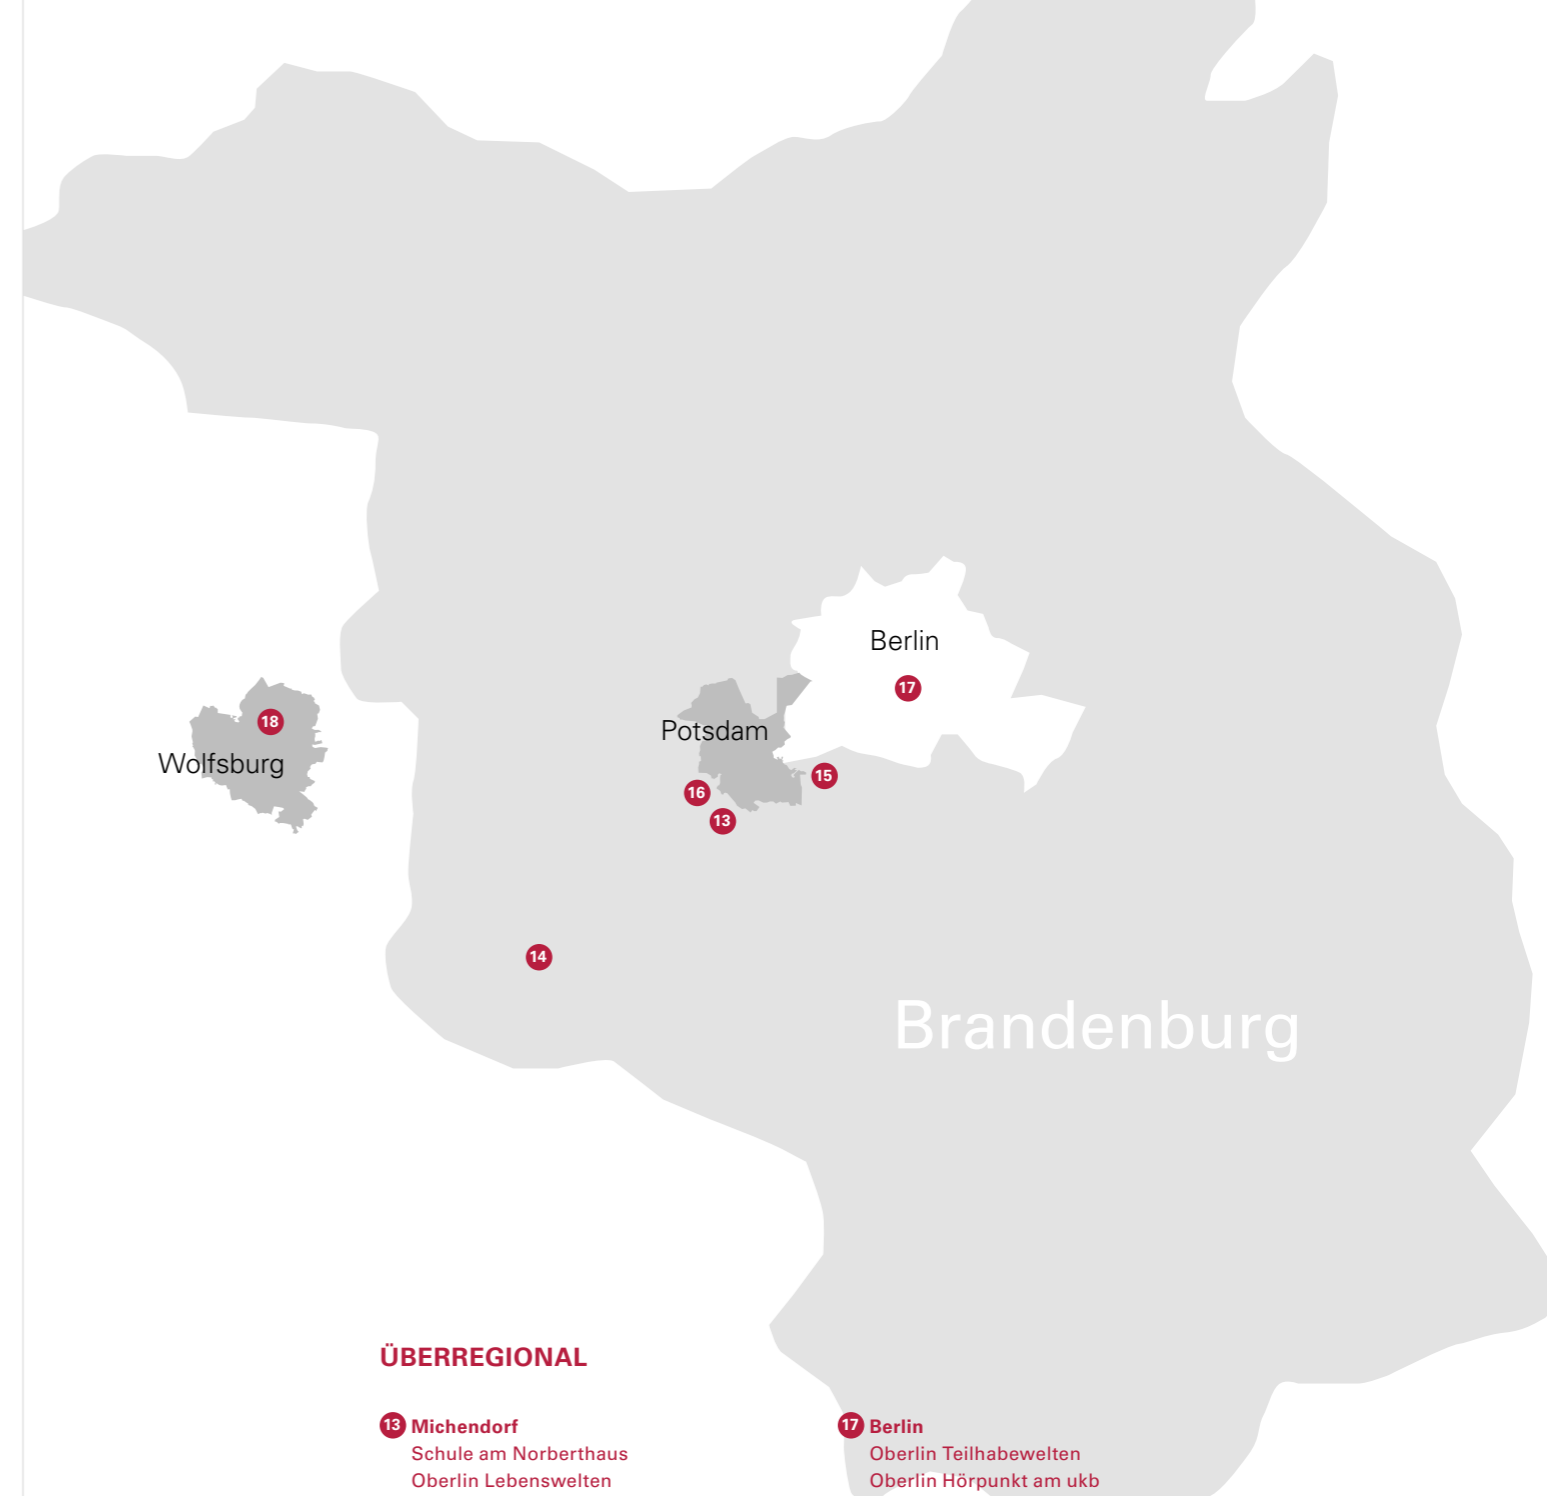 Berlin
17
18
Potsdam
Wolfsburg
15
16
13
14
Brandenburg
ÜBERREGIONAL
13 Michendorf
Schule am Norberthaus
Oberlin Lebenswelten
17 Berlin
Oberlin Teilhabewelten
Oberlin Hörpunkt am ukb